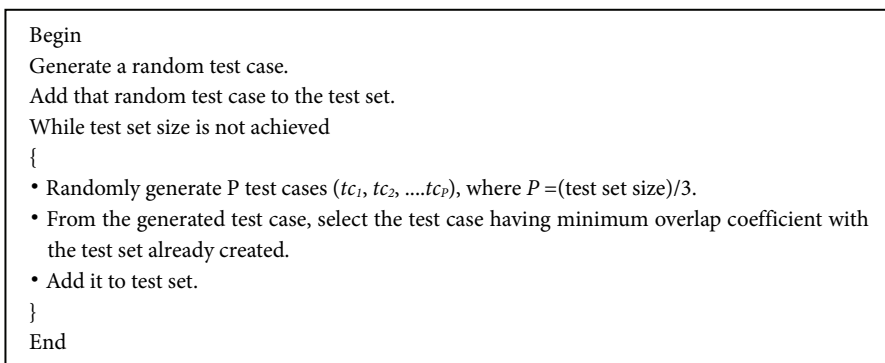 Begin
Generate a random test case.
Add that random test case to the test set.
While test set size is not achieved
{
• Randomly generate P test cases (tc₁, tc₂, ....tcₚ), where P =(test set size)/3.
• From the generated test case, select the test case having minimum overlap coefficient with
the test set already created.
• Add it to test set.
}
End